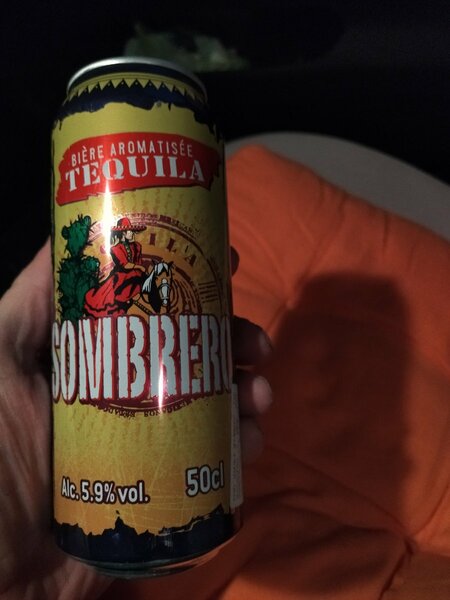 BIÈRE AROMATISÉE
TEQUILA
SOMBRERO
Alc. 5.9% vol.
50cl